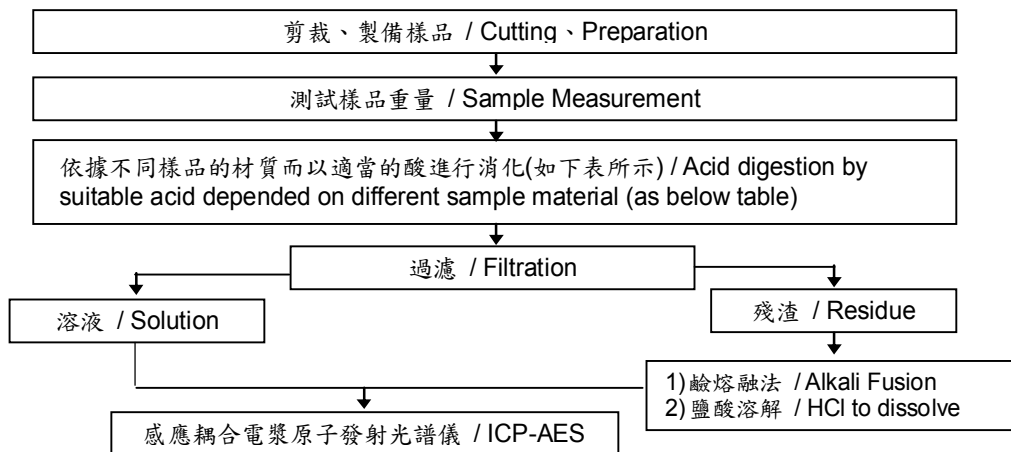 剪裁、製備樣品 / Cutting、Preparation
測試樣品重量 / Sample Measurement
依據不同樣品的材質而以適當的酸進行消化(如下表所示) / Acid digestion by
suitable acid depended on different sample material (as below table)
過濾 / Filtration
溶液 / Solution
殘渣 / Residue
1)鹼熔融法 / Alkali Fusion
2)鹽酸溶解 / HCl to dissolve
感應耦合電漿原子發射光譜儀 / ICP-AES